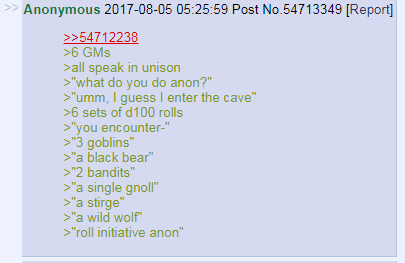 >> Anonymous 2017-08-05 05:25:59 Post No.54713349 [Report]
>>54712238
>6 GMs
>all speak in unison
>"what do you do anon?"
>"umm, I guess I enter the cave"
>6 sets of d100 rolls
>"you encounter-"
>"3 goblins"
>"a black bear"
>"2 bandits"
>"a single gnoll"
>"a stirge"
>"a wild wolf"
>"roll initiative anon"